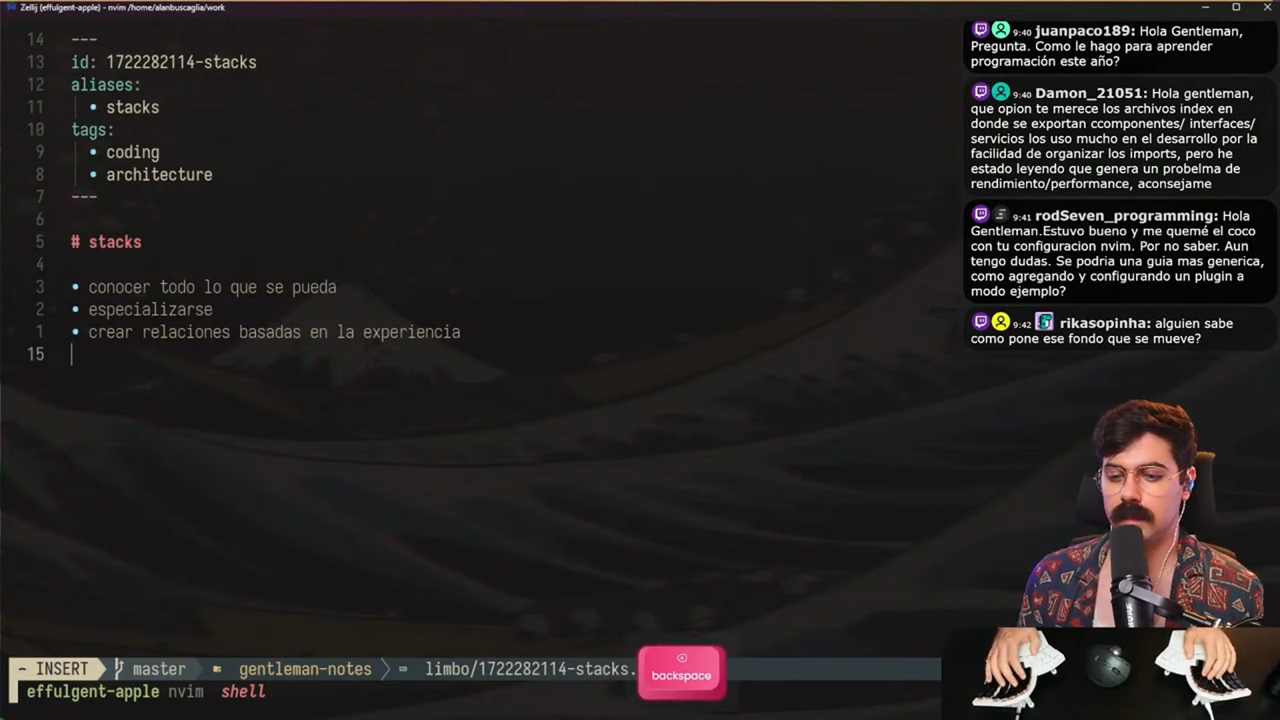 Zellij (effulgent-apple) - nvim /home/alanbuscaglia/work
14 ---
13 id: 1722282114-stacks
12 aliases:
11 • stacks
10 tags:
9 • coding
8 • architecture
7 ---
6
5 # stacks
4
3 • conocer todo lo que se pueda
2 • especializarse
1 • crear relaciones basadas en la experiencia
15
INSERT master gentleman-notes limbo/1722282114-stacks.
effulgent-apple nvim shell
backspace
9:40 juanpaco189: Hola Gentleman,
Pregunta. Como le hago para aprender
programación este año?
9:40 Damon_21051: Hola gentleman,
que opion te merece los archivos index en
donde se exportan ccomponentes/ interfaces/
servicios los uso mucho en el desarrollo por la
facilidad de organizar los imports, pero he
estado leyendo que genera un probelma de
rendimiento/performance, aconsejame
9:41 rodSeven_programming: Hola
Gentleman.Estuvo bueno y me quemé el coco
con tu configuracion nvim. Por no saber. Aun
tengo dudas. Se podria una guia mas generica,
como agregando y configurando un plugin a
modo ejemplo?
9:42 rikasopinha: alguien sabe
como pone ese fondo que se mueve?